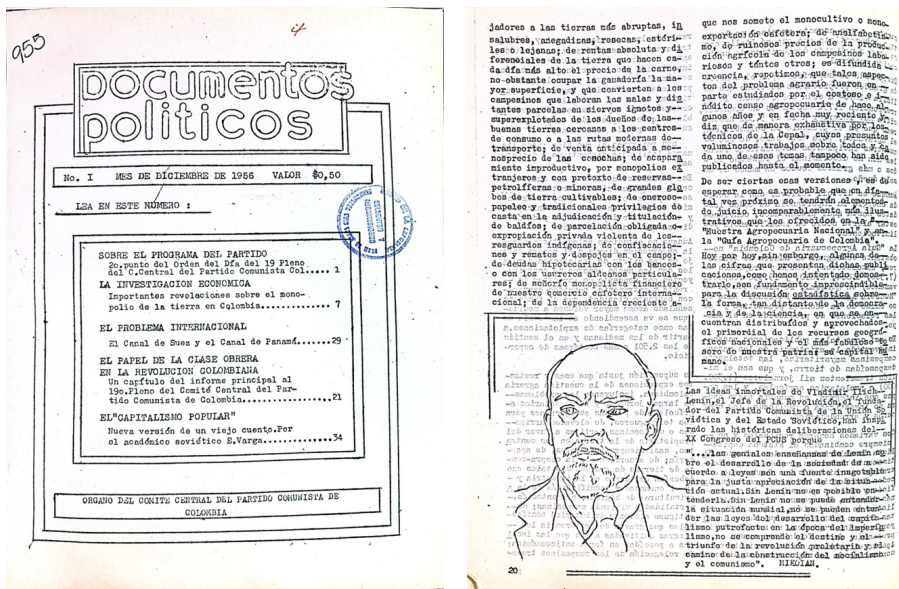 955
4
documentos
políticos
No. I MES DE DICIEMBRE DE 1956 VALOR $0,50
LEA EN ESTE NÚMERO :
SOBRE EL PROGRAMA DEL PARTIDO
2o.punto del Orden del Día del 19 Pleno
del C.Central del Partido Comunista Col..... 1
LA INVESTIGACION ECONOMICA
Importantes revelaciones sobre el mono-
polio de la tierra en Colombia............. 7
EL PROBLEMA INTERNACIONAL
El Canal de Suez y el Canal de Panamá...29
EL PAPEL DE LA CLASE OBRERA
EN LA REVOLUCION COLOMBIANA
Un capítulo del informe principal al
19o.Pleno del Comité Central del Par-
tido Comunista de Colombia...............21
EL"CAPITALISMO POPULAR"
Nueva versión de un viejo cuento.Por
el académico soviético E.Varga...........34
ORGANO DEL COMITE CENTRAL DEL PARTIDO COMUNISTA DE
COLOMBIA
jadores a las tierras más abruptas, in
salubres, anegadizas, resecas, estéri-
les o lejanas; de rentas absoluta y di
ferenciales de la tierra que hacen ca-
da día más alto el precio de la carne,
no obstante ocupar la ganadería la ma-
yor superficie, y que convierten a los
campesinos que laboran las malas y dis
tantes parcelas en siervos ignotos y
superexplotados de los dueños de las
buenas tierras cercanas a los centros
de consumo o a las rutas modernas de
transporte; de venta anticipada a me-
nosprecio de las cosechas; de acapara
miento inproductivo, por monopolios ex
tranjeros y con pretexto de reservas
petrolíferas o mineras, de grandes glo
bos de tierra cultivables; de oneroso
papeleo y tradicionales privilegios de
casta en la adjudicación y titulación
de baldíos; de parcelación obligada o
expropiación privada violenta de los
resguardos indígenas; de confiscacio-
nes y remates y despojos en el campo;
de deudas hipotecarias con los bancos
o con los usureros aldeanos particula-
res; de señorío monopolista financiero
de nuestro comercio cafetero interna-
cional; de la dependencia creciente a
que nos somete el monocultivo o mono-
exportación cafetera; de analfabetis-
mo, de ruinosos precios de la produc-
ción agrícola de los campesinos labo-
riosos y tántos otros; es difundida
creencia, repetimos, que tales aspec-
tos del problema agrario fueron en
parte estudiados por el costoso e i-
nédito censo agropecuario de hace al-
gunos años y en fecha muy reciente y
dis que de manera exhaustiva por los
técnicos de la Cepal, cuyos presuntos
voluminosos trabajos sobre todos y ca
da uno de esos temas tampoco han sido
publicados hasta el momento.
De ser ciertas esas versiones, es de
esperar como es probable que en día
tal vez próximo se tendrán elementos
de juicio incomparablemente más ilus-
trativos que los ofrecidos en la
"Muestra Agropecuaria Nacional" y en
la "Guía Agropecuaria de Colombia".
Hoy por hoy,sin embargo, algunas de
las cifras que presentan dichas publi
caciones,como hemos intentado demos-
trarlo,son fundamento imprescindible
para la discusión estadística sobre
la forma, tan distante de la democra-
cia y de la ciencia, en que se en-
cuentran distribuídos y aprovechados
el primordial de los recursos geográ-
ficos nacionales y el más fabuloso te
soro de nuestra patria: su capital hu
mano.
Las ideas inmortales de Vladimir Ilich
Lenin,el Jefe de la Revolución,el funda-
dor del Partido Comunista de la Unión So
viética y del Estado Soviético,han inspi
rado las históricas deliberaciones del
XX Congreso del PCUS porque
"....las geniales enseñanzas de Lenin so
bre el desarrollo de la sociedad de a
cuerdo a leyes son una fuente inagotable
para la justa apreciación de la situa-
ción actual.Sin Lenin no es posible en-
tenderla.Sin Lenin no se puede entender
la situación mundial,no se pueden enten-
der las leyes del desarrollo del capita-
lismo putrefacto en la época del imperia
lismo,no se comprende el destino y el
triunfo de la revolución proletaria y el
camino de la construcción del socialismo
y el comunismo". MIKOIAN.
20